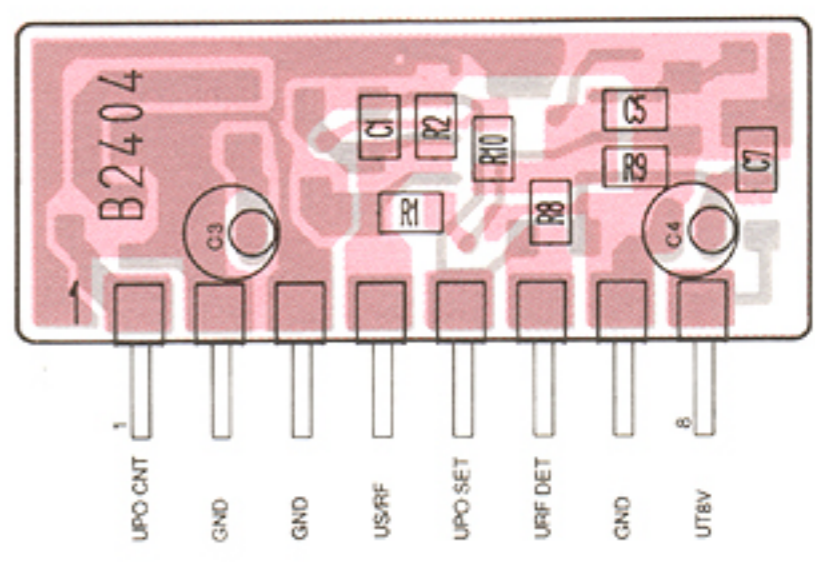 B2404
C1
R2
R10
C5
R9
C7
R1
R8
C3
C4
1
8
UPO CNT
GND
GND
US/RF
UPO SET
URF DET
GND
UT8V